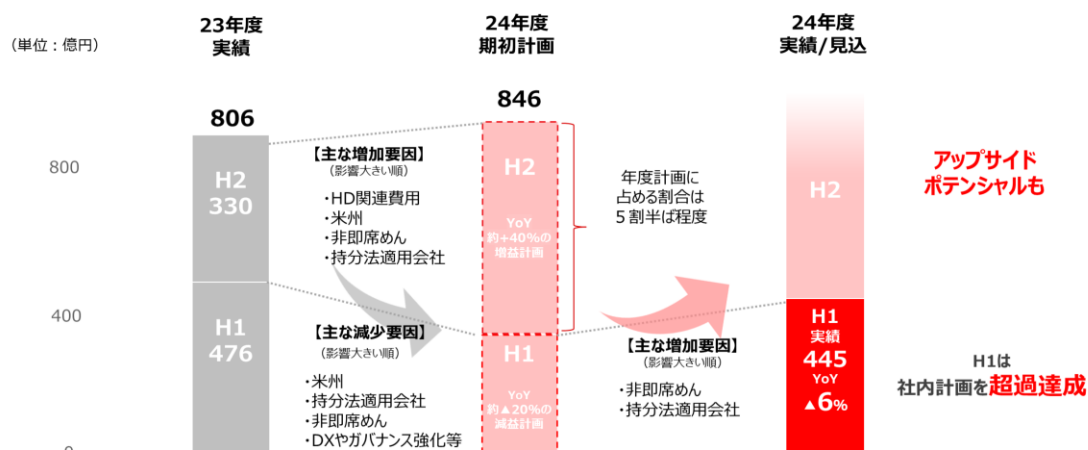 (単位:億円)
23年度
実績
24年度
期初計画
24年度
実績/見込
806
846
800
400
H2
330
H1
476
【主な増加要因】
(影響大きい順)
・HD関連費用
・米州
・非即席めん
・持分法適用会社
【主な減少要因】
(影響大きい順)
・米州
・持分法適用会社
・非即席めん
・DXやガバナンス強化等
H2
YoY
約+40%の
増益計画
H1
YoY
約▲20%の
減益計画
年度計画に
占める割合は
5割半ば程度
【主な増加要因】
(影響大きい順)
・非即席めん
・持分法適用会社
H2
H1
実績
445
YoY
▲6%
アップサイド
ポテンシャルも
H1は
社内計画を超過達成